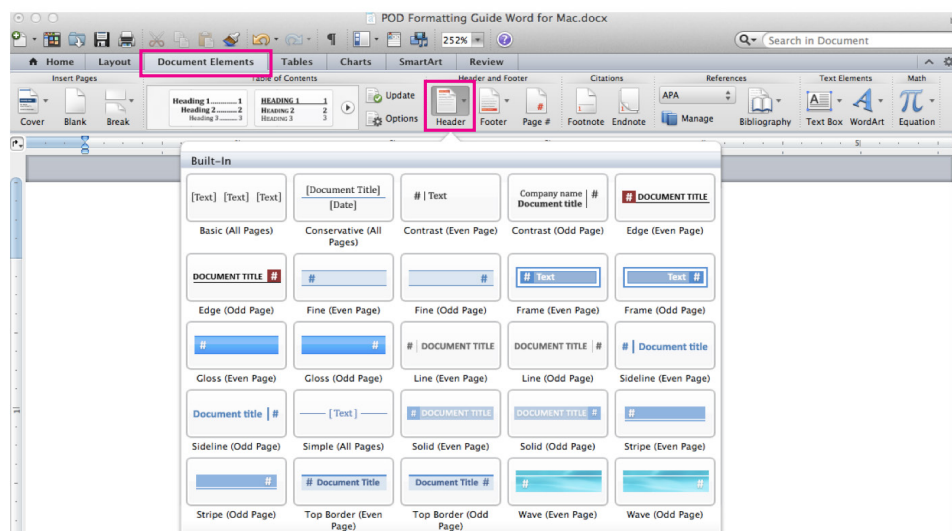 POD Formatting Guide Word for Mac.docx
252%
Search in Document
Home Layout Document Elements Tables Charts SmartArt Review
Insert Pages Table of Contents Header and Footer Citations References Text Elements Math
Heading 1 1 HEADING 1 1
Heading 2 2 HEADING 2 2
Heading 3 3 HEADING 3 3
Update
Options
APA
Manage
Cover Blank Break Header Footer Page # Footnote Endnote Bibliography Text Box WordArt Equation
5
Built-In
[Text] [Text] [Text]
[Document Title]
[Date]
# | Text
Company name | #
Document title
# DOCUMENT TITLE
Basic (All Pages)
Conservative (All
Pages)
Contrast (Even Page)
Contrast (Odd Page)
Edge (Even Page)
DOCUMENT TITLE #
#
#
# Text
Text #
Edge (Odd Page)
Fine (Even Page)
Fine (Odd Page)
Frame (Even Page)
Frame (Odd Page)
#
#
# | DOCUMENT TITLE
DOCUMENT TITLE | #
# | Document title
Gloss (Even Page)
Gloss (Odd Page)
Line (Even Page)
Line (Odd Page)
Sideline (Even Page)
Document title | #
[Text]
# DOCUMENT TITLE
DOCUMENT TITLE #
#
Sideline (Odd Page)
Simple (All Pages)
Solid (Even Page)
Solid (Odd Page)
Stripe (Even Page)
#
# Document Title
Document Title #
#
#
Stripe (Odd Page)
Top Border (Even
Page)
Top Border (Odd
Page)
Wave (Even Page)
Wave (Odd Page)